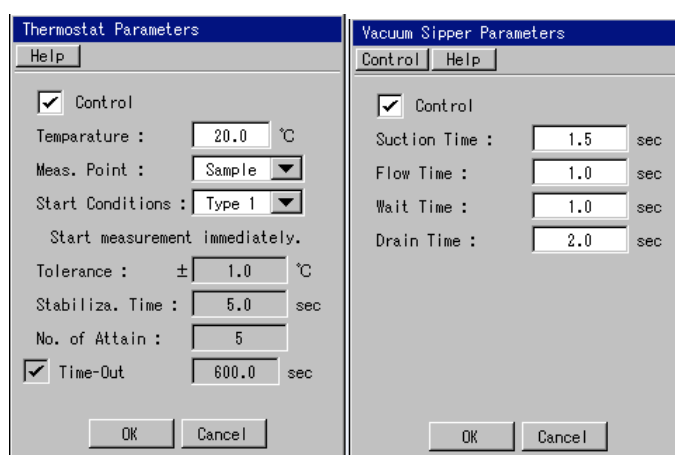 Thermostat Parameters
Help
Control
Temparature : 20.0 ℃
Meas. Point : Sample
Start Conditions : Type 1
Start measurement immediately.
Tolerance : ± 1.0 ℃
Stabiliza. Time : 5.0 sec
No. of Attain : 5
Time-Out 600.0 sec
OK Cancel
Vacuum Sipper Parameters
Control Help
Control
Suction Time : 1.5 sec
Flow Time : 1.0 sec
Wait Time : 1.0 sec
Drain Time : 2.0 sec
OK Cancel